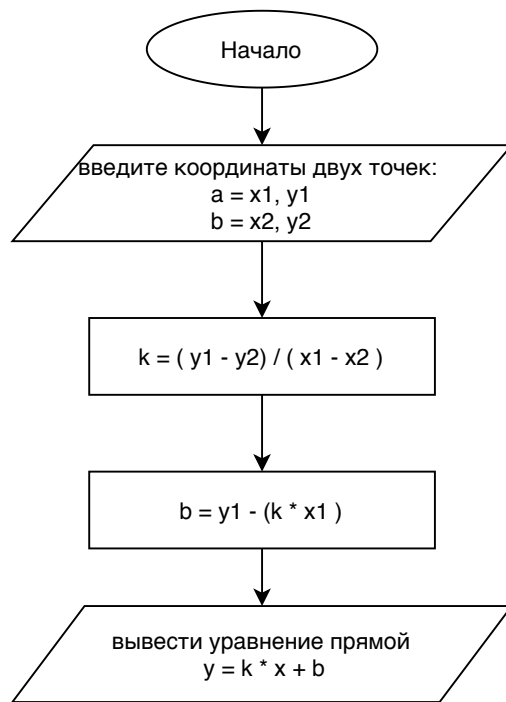 Начало
введите координаты двух точек:
a = x1, y1
b = x2, y2
k = ( y1 - y2) / ( x1 - x2 )
b = y1 - (k * x1 )
вывести уравнение прямой
y = k * x + b